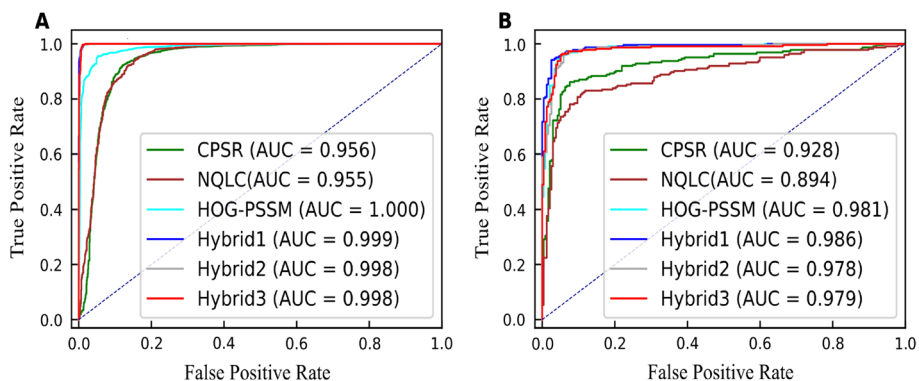 A
True Positive Rate
1.0
0.8
0.6
0.4
0.2
0.0
CPSR (AUC = 0.956)
NQLC(AUC = 0.955)
HOG-PSSM (AUC = 1.000)
Hybrid1 (AUC = 0.999)
Hybrid2 (AUC = 0.998)
Hybrid3 (AUC = 0.998)
0.0 0.2 0.4 0.6 0.8 1.0
False Positive Rate
B
True Positive Rate
1.0
0.8
0.6
0.4
0.2
0.0
CPSR (AUC = 0.928)
NQLC(AUC = 0.894)
HOG-PSSM (AUC = 0.981)
Hybrid1 (AUC = 0.986)
Hybrid2 (AUC = 0.978)
Hybrid3 (AUC = 0.979)
0.0 0.2 0.4 0.6 0.8 1.0
False Positive Rate